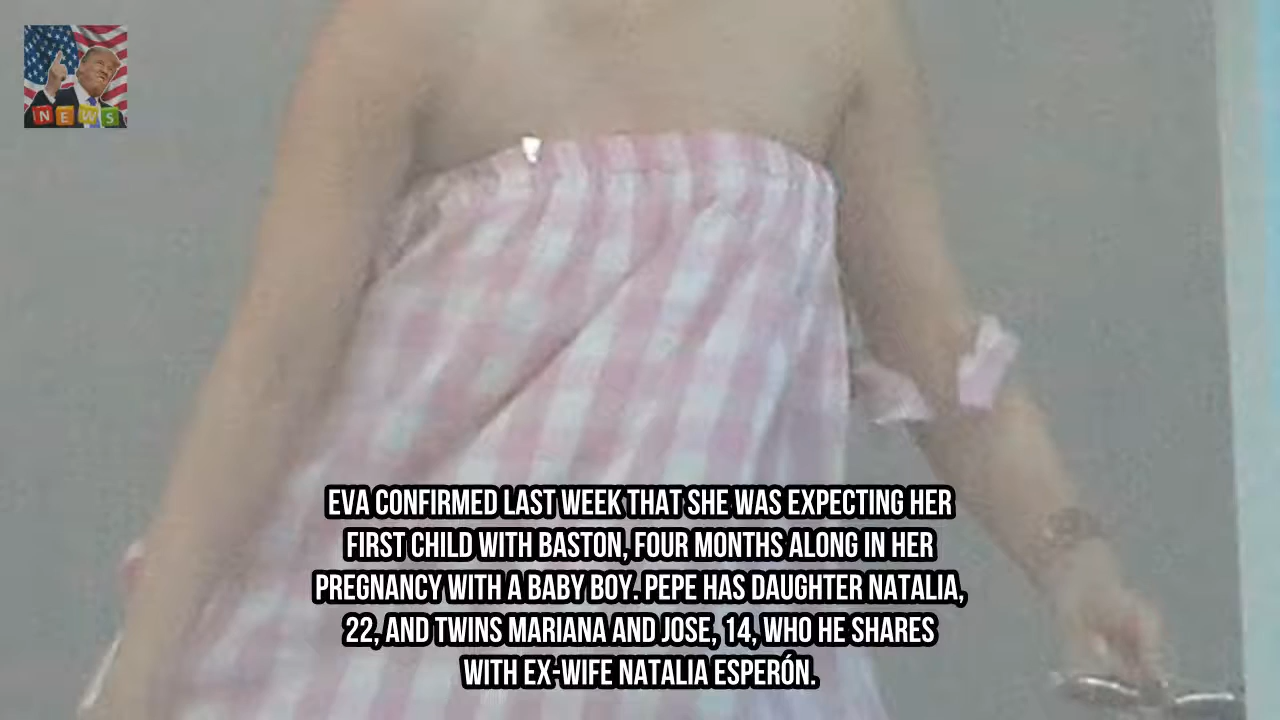 NEWS
EVA CONFIRMED LAST WEEK THAT SHE WAS EXPECTING HER
FIRST CHILD WITH BASTON, FOUR MONTHS ALONG IN HER
PREGNANCY WITH A BABY BOY. PEPE HAS DAUGHTER NATALIA,
22, AND TWINS MARIANA AND JOSE, 14, WHO HE SHARES
WITH EX-WIFE NATALIA ESPERÓN.